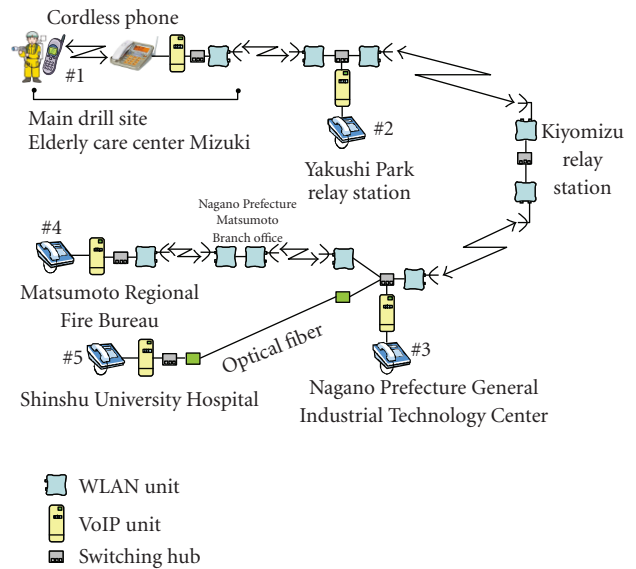 Cordless phone
#1
Main drill site
Elderly care center Mizuki
#2
Yakushi Park
relay station
Kiyomizu
relay
station
Nagano Prefecture
Matsumoto
Branch office
#4
Matsumoto Regional
Fire Bureau
#5
Optical fiber
Shinshu University Hospital
#3
Nagano Prefecture General
Industrial Technology Center
WLAN unit
VoIP unit
Switching hub